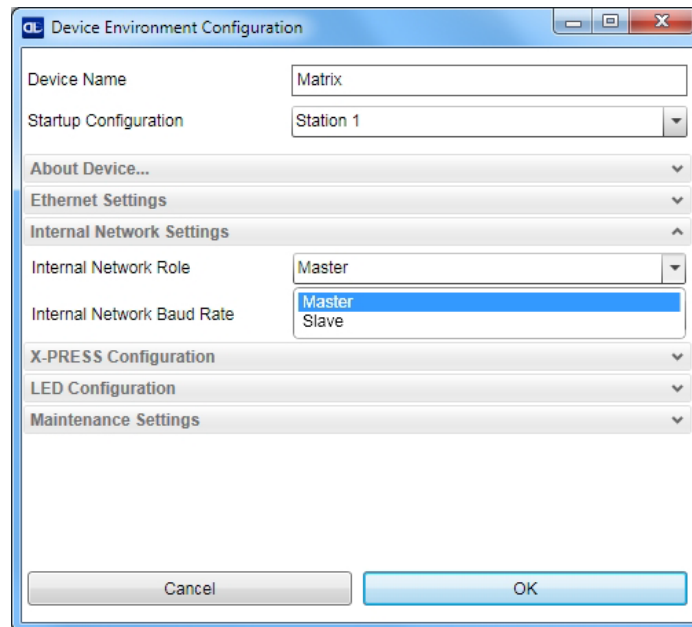 Device Environment Configuration
Device Name Matrix
Startup Configuration Station 1
About Device...
Ethernet Settings
Internal Network Settings
Internal Network Role Master
Master
Internal Network Baud Rate
Slave
X-PRESS Configuration
LED Configuration
Maintenance Settings
Cancel OK